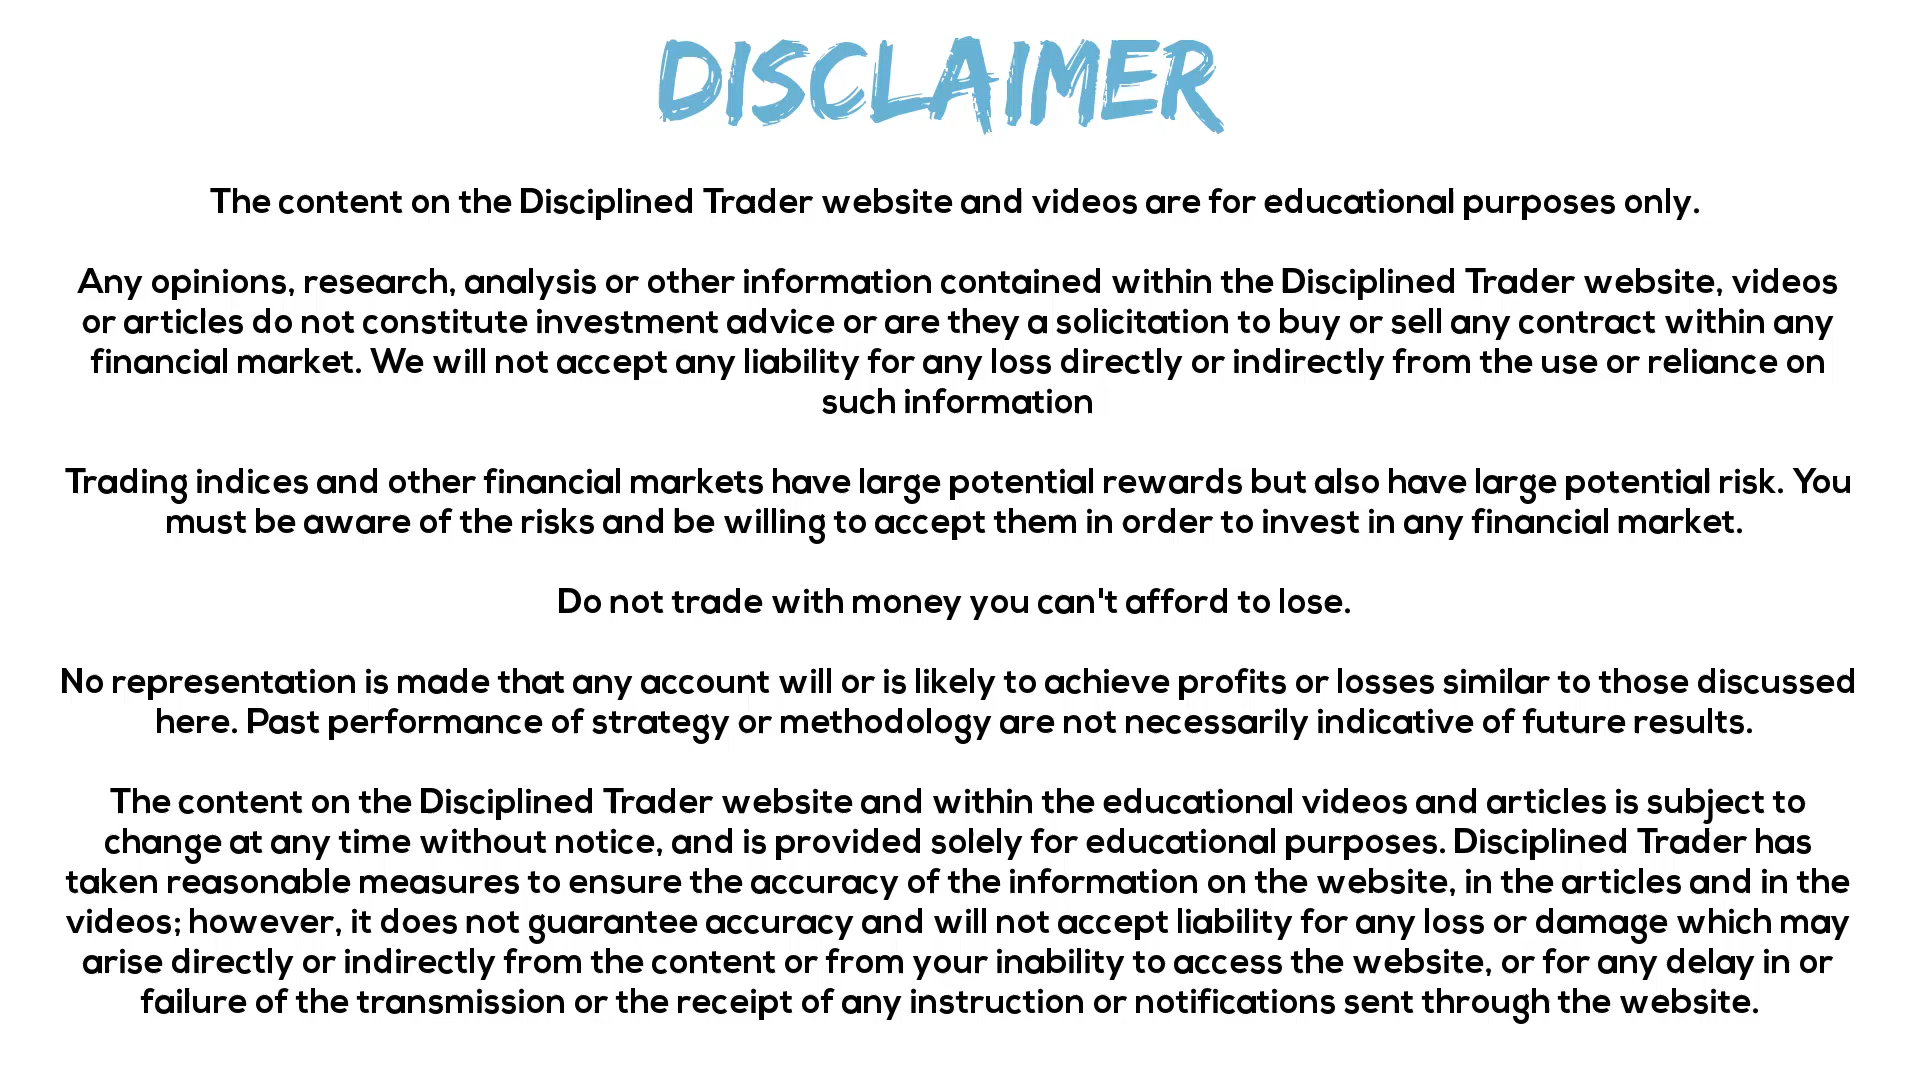 DISCLAIMER
The content on the Disciplined Trader website and videos are for educational purposes only.
Any opinions, research, analysis or other information contained within the Disciplined Trader website, videos
or articles do not constitute investment advice or are they a solicitation to buy or sell any contract within any
financial market. We will not accept any liability for any loss directly or indirectly from the use or reliance on
such information
Trading indices and other financial markets have large potential rewards but also have large potential risk. You
must be aware of the risks and be willing to accept them in order to invest in any financial market.
Do not trade with money you can't afford to lose.
No representation is made that any account will or is likely to achieve profits or losses similar to those discussed
here. Past performance of strategy or methodology are not necessarily indicative of future results.
The content on the Disciplined Trader website and within the educational videos and articles is subject to
change at any time without notice, and is provided solely for educational purposes. Disciplined Trader has
taken reasonable measures to ensure the accuracy of the information on the website, in the articles and in the
videos; however, it does not guarantee accuracy and will not accept liability for any loss or damage which may
arise directly or indirectly from the content or from your inability to access the website, or for any delay in or
failure of the transmission or the receipt of any instruction or notifications sent through the website.